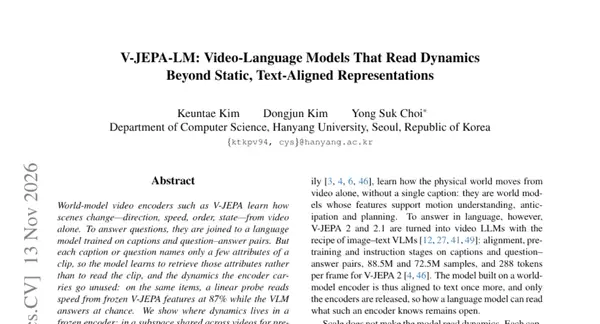 V-JEPA-LM: Video-Language Models That Read Dynamics
Beyond Static, Text-Aligned Representations
Keuntae Kim Dongjun Kim Yong Suk Choi*
Department of Computer Science, Hanyang University, Seoul, Republic of Korea
{ktkpv94, cys}@hanyang.ac.kr
cs.CV] 13 Nov 2026
Abstract
World-model video encoders such as V-JEPA learn how
scenes change—direction, speed, order, state—from video
alone. To answer questions, they are joined to a language
model trained on captions and question–answer pairs. But
each caption or question names only a few attributes of a
clip, so the model learns to retrieve those attributes rather
than to read the clip, and the dynamics the encoder car-
ries go unused: on the same items, a linear probe reads
speed from frozen V-JEPA features at 87% while the VLM
answers at chance. We show where dynamics lives in a
ily [3, 4, 6, 46], learn how the physical world moves from
video alone, without a single caption: they are world mod-
els whose features support motion understanding, antic-
ipation and planning. To answer in language, however,
V-JEPA 2 and 2.1 are turned into video LLMs with the
recipe of image–text VLMs [12, 27, 41, 49]: alignment, pre-
training and instruction stages on captions and question–
answer pairs, 88.5M and 72.5M samples, and 288 tokens
per frame for V-JEPA 2 [4, 46]. The model built on a world-
model encoder is thus aligned to text once more, and only
the encoders are released, so how a language model can read
what such an encoder knows remains open.